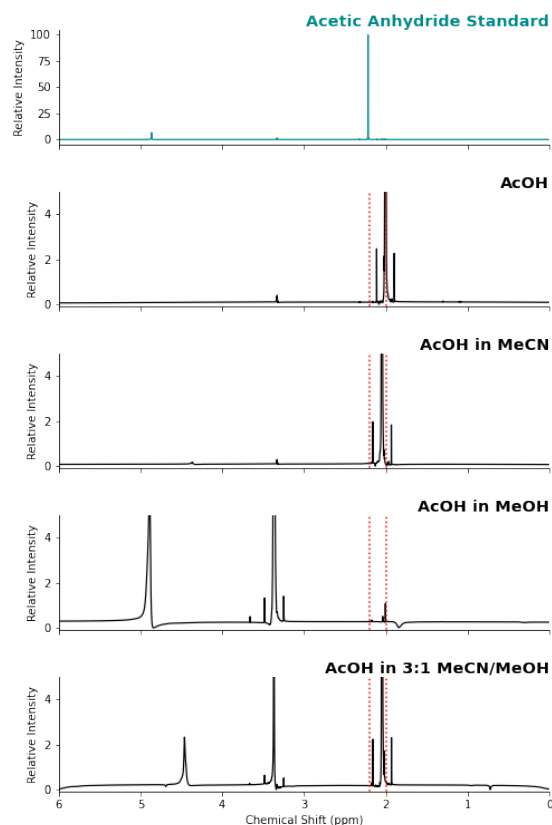 Acetic Anhydride Standard
Relative Intensity
100
75
50
25
0
AcOH
Relative Intensity
4
2
0
AcOH in MeCN
Relative Intensity
4
2
0
AcOH in MeOH
Relative Intensity
4
2
0
AcOH in 3:1 MeCN/MeOH
Relative Intensity
4
2
0
6 5 4 3 2 1 0
Chemical Shift (ppm)